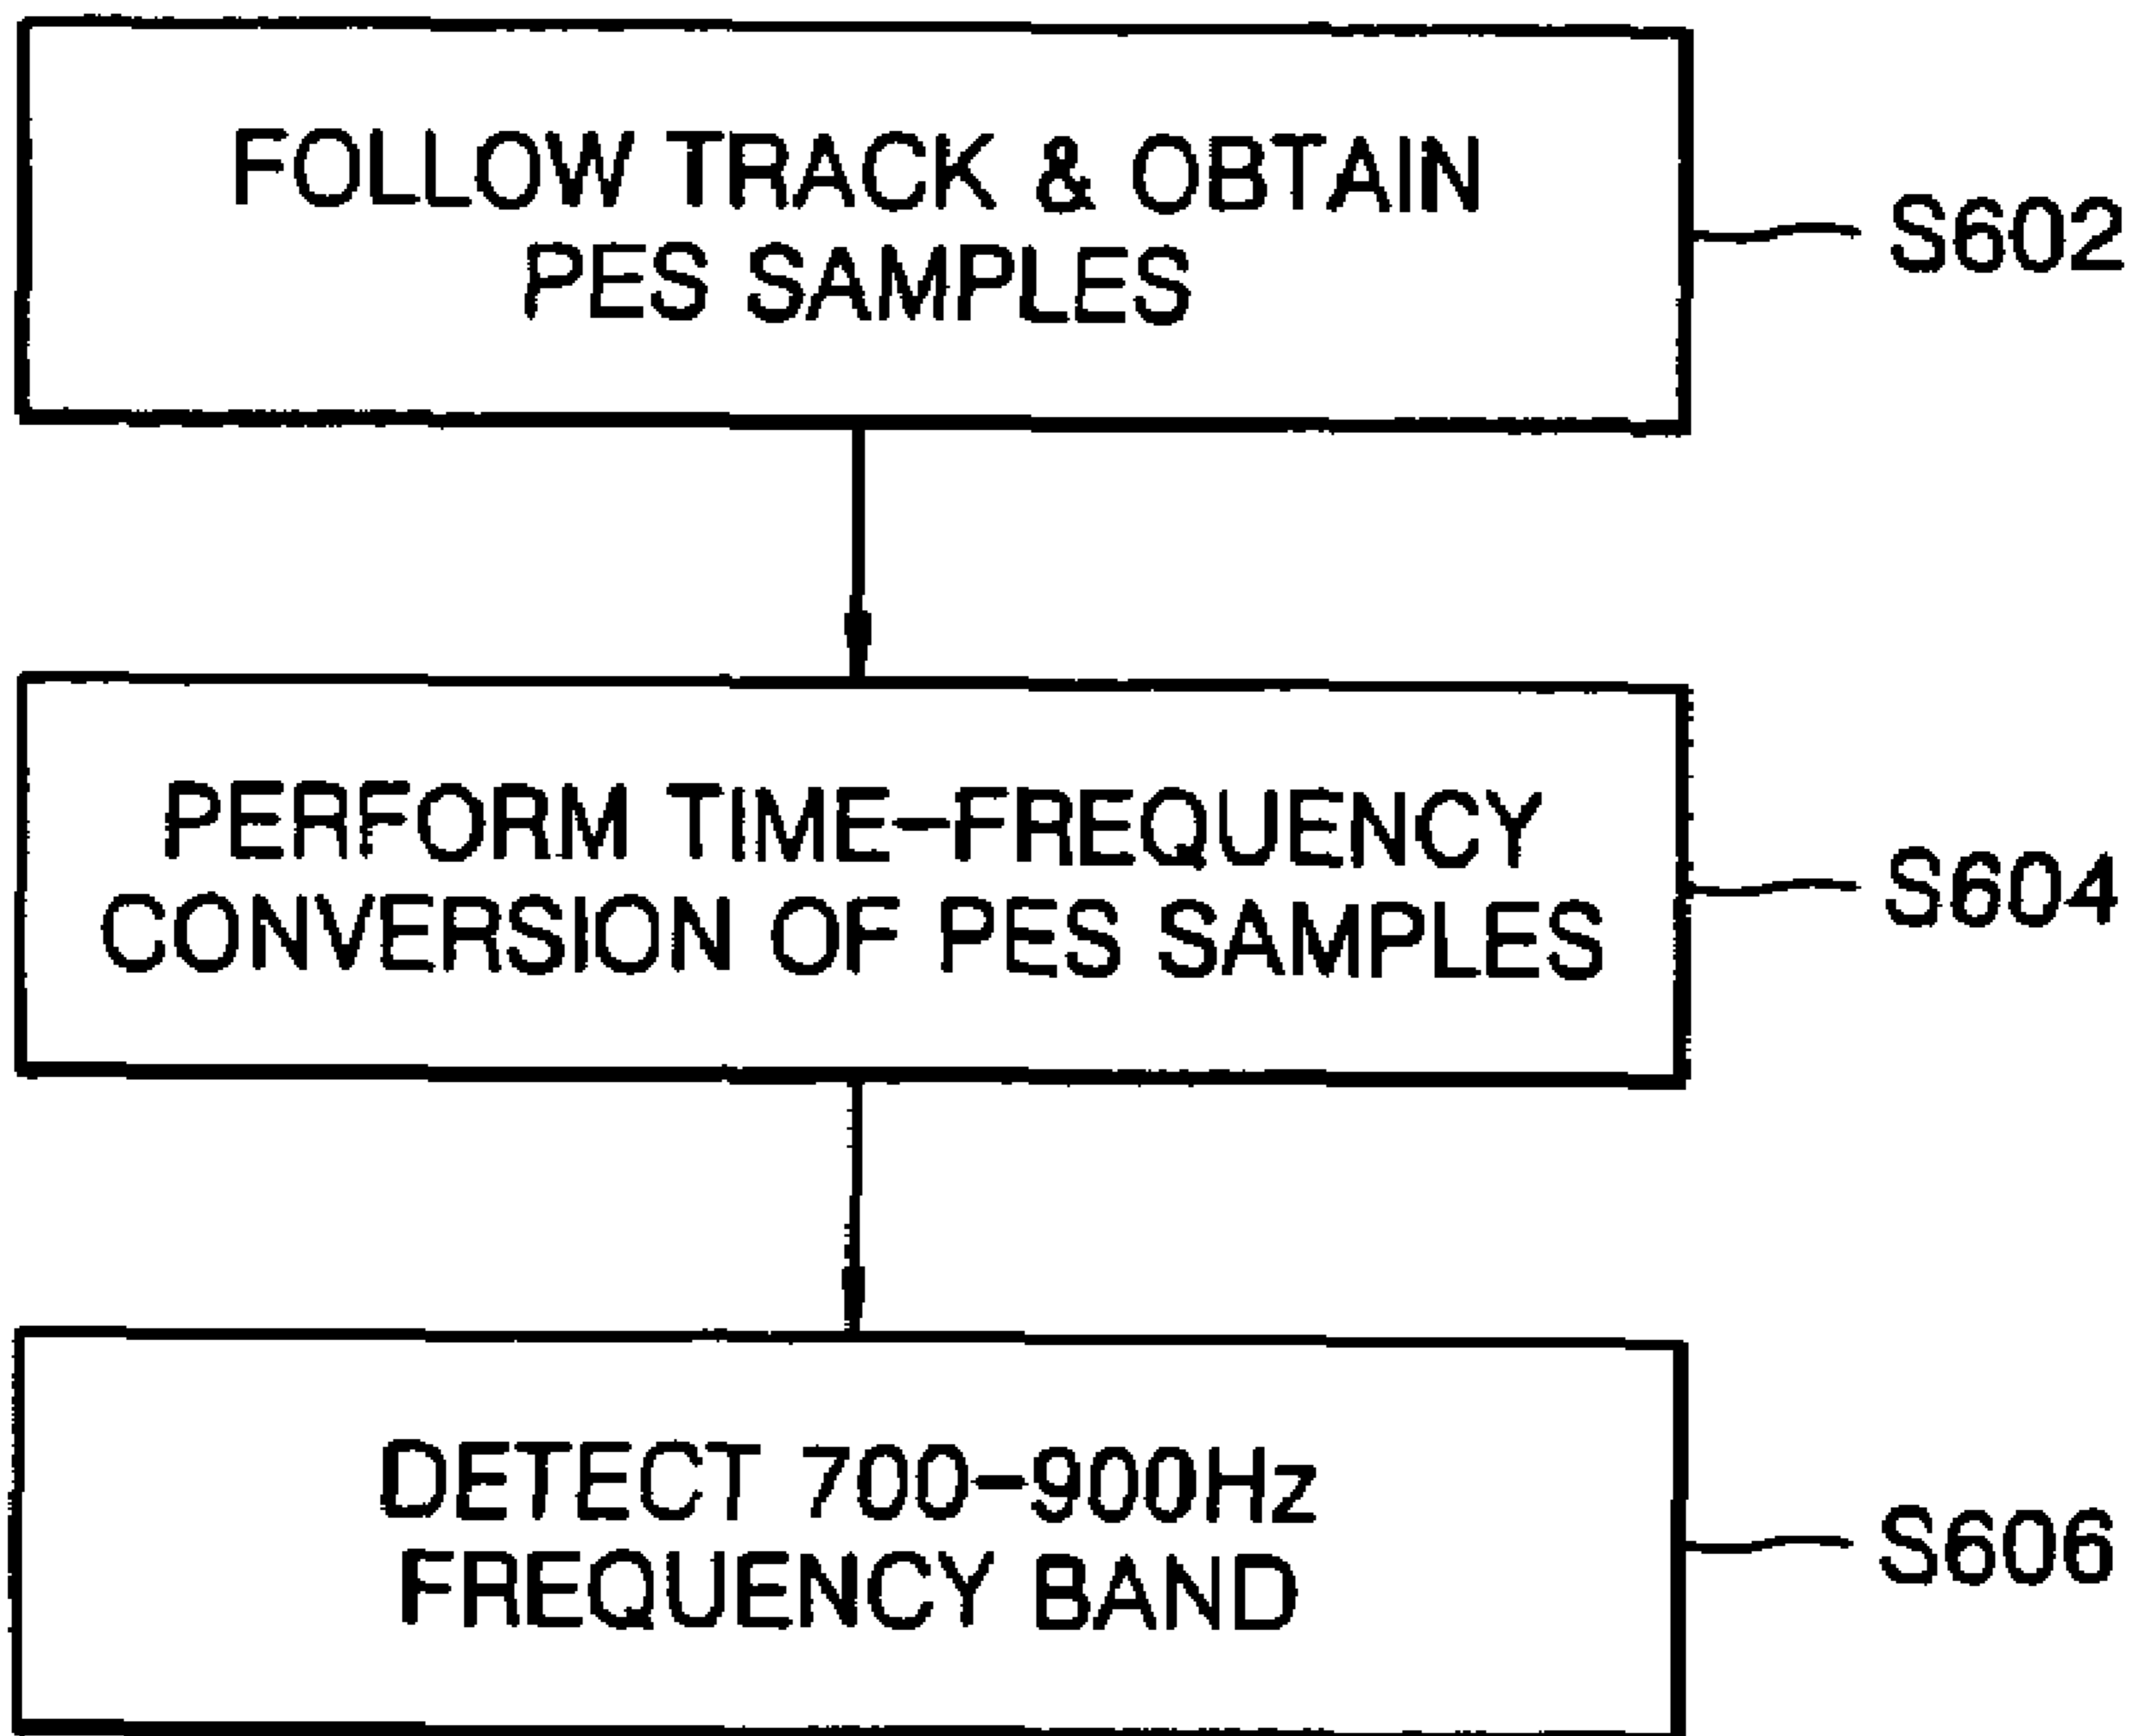 FOLLOW TRACK & OBTAIN
PES SAMPLES
S602
PERFORM TIME-FREQUENCY
CONVERSION OF PES SAMPLES
S604
DETECT 700-900Hz
FREQUENCY BAND
S606